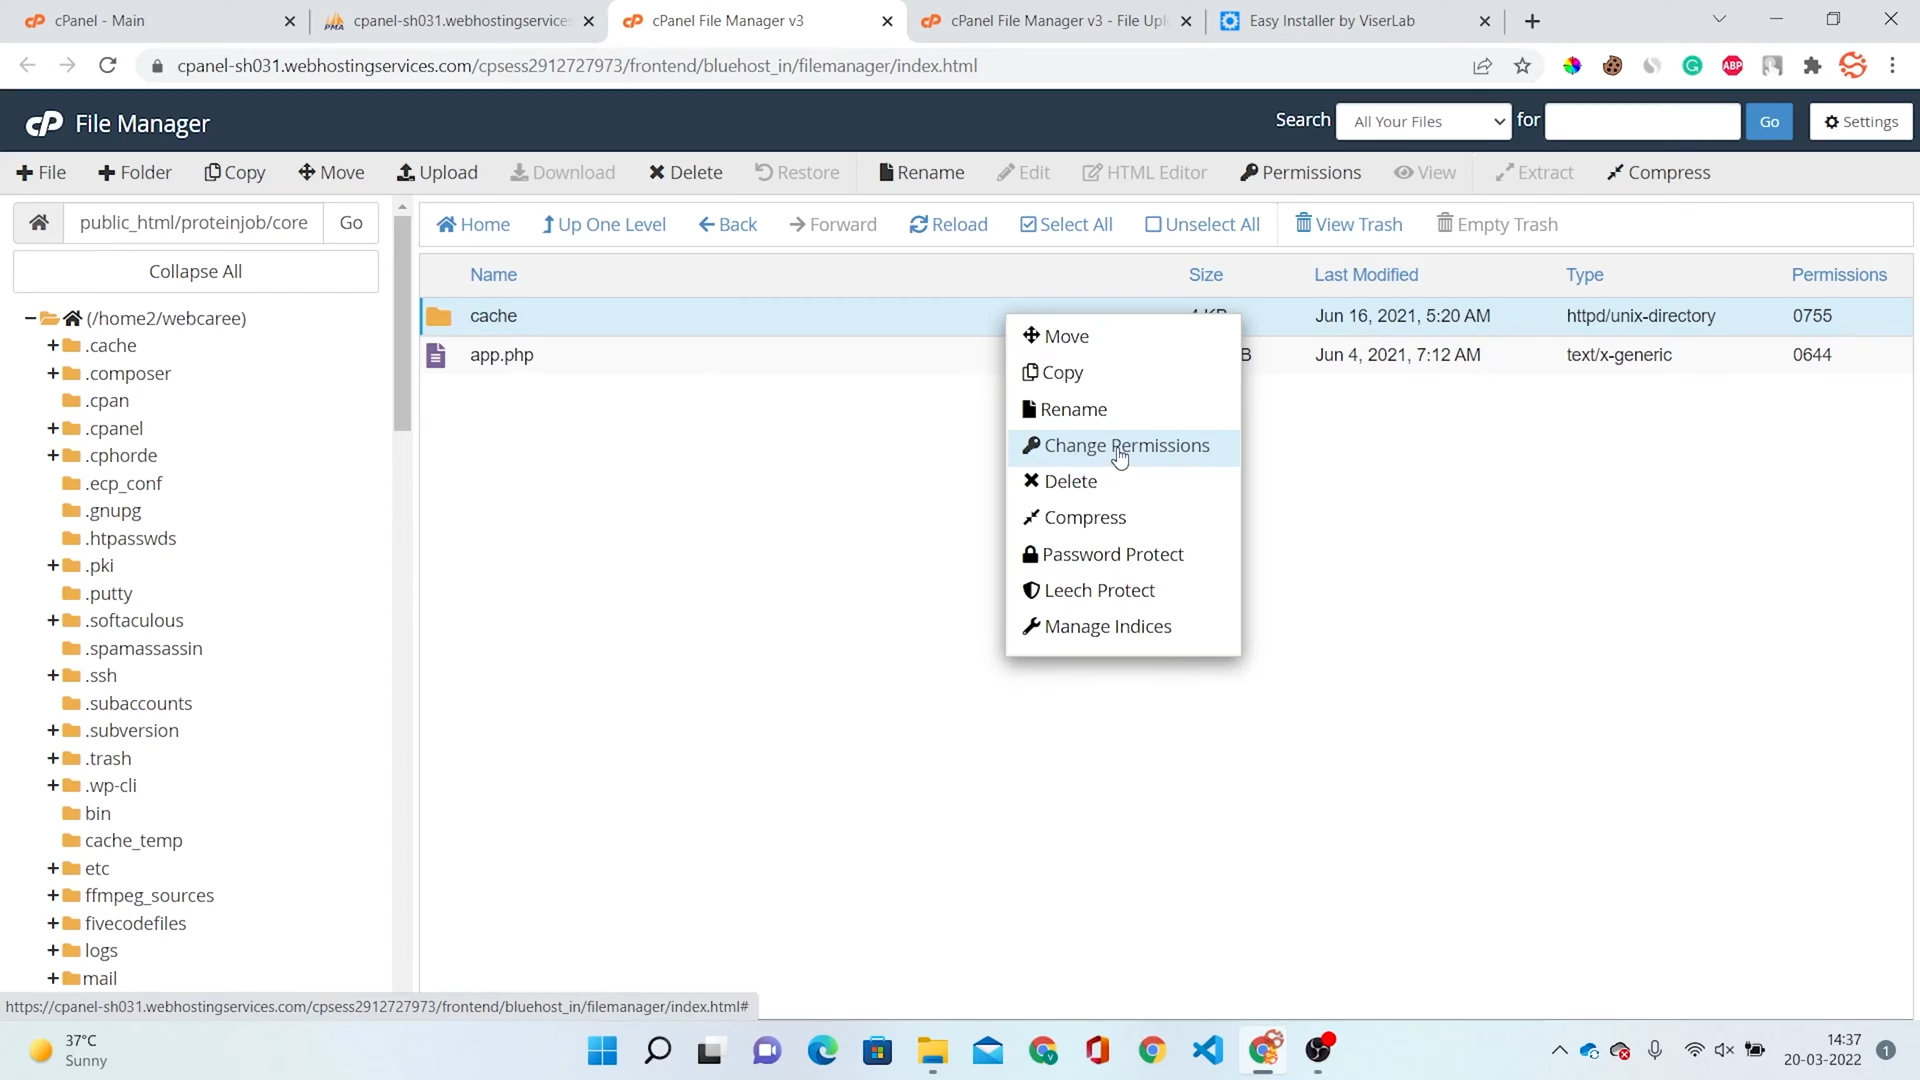 cPanel - Main
cpanel-sh031.webhostingservices
cPanel File Manager v3
cPanel File Manager v3 - File Upl
Easy Installer by ViserLab
cpanel-sh031.webhostingservices.com/cpsess2912727973/frontend/bluehost_in/filemanager/index.html
ABP
cP File Manager
Search All Your Files for Go Settings
File Folder Copy Move Upload Download Delete Restore Rename Edit HTML Editor Permissions View Extract Compress
public_html/proteinjob/core Go
Home Up One Level Back Forward Reload Select All Unselect All View Trash Empty Trash
Collapse All
Name Size Last Modified Type Permissions
cache Jun 16, 2021, 5:20 AM httpd/unix-directory 0755
app.php B Jun 4, 2021, 7:12 AM text/x-generic 0644
Move
Copy
Rename
Change Permissions
Delete
Compress
Password Protect
Leech Protect
Manage Indices
(/home2/webcaree)
.cache
.composer
.cpan
.cpanel
.cphorde
.ecp_conf
.gnupg
.htpasswds
.pki
.putty
.softaculous
.spamassassin
.ssh
.subaccounts
.subversion
.trash
.wp-cli
bin
cache_temp
etc
ffmpeg_sources
fivecodefiles
logs
mail
https://cpanel-sh031.webhostingservices.com/cpsess2912727973/frontend/bluehost_in/filemanager/index.html#
37°C
Sunny
14:37
20-03-2022
1